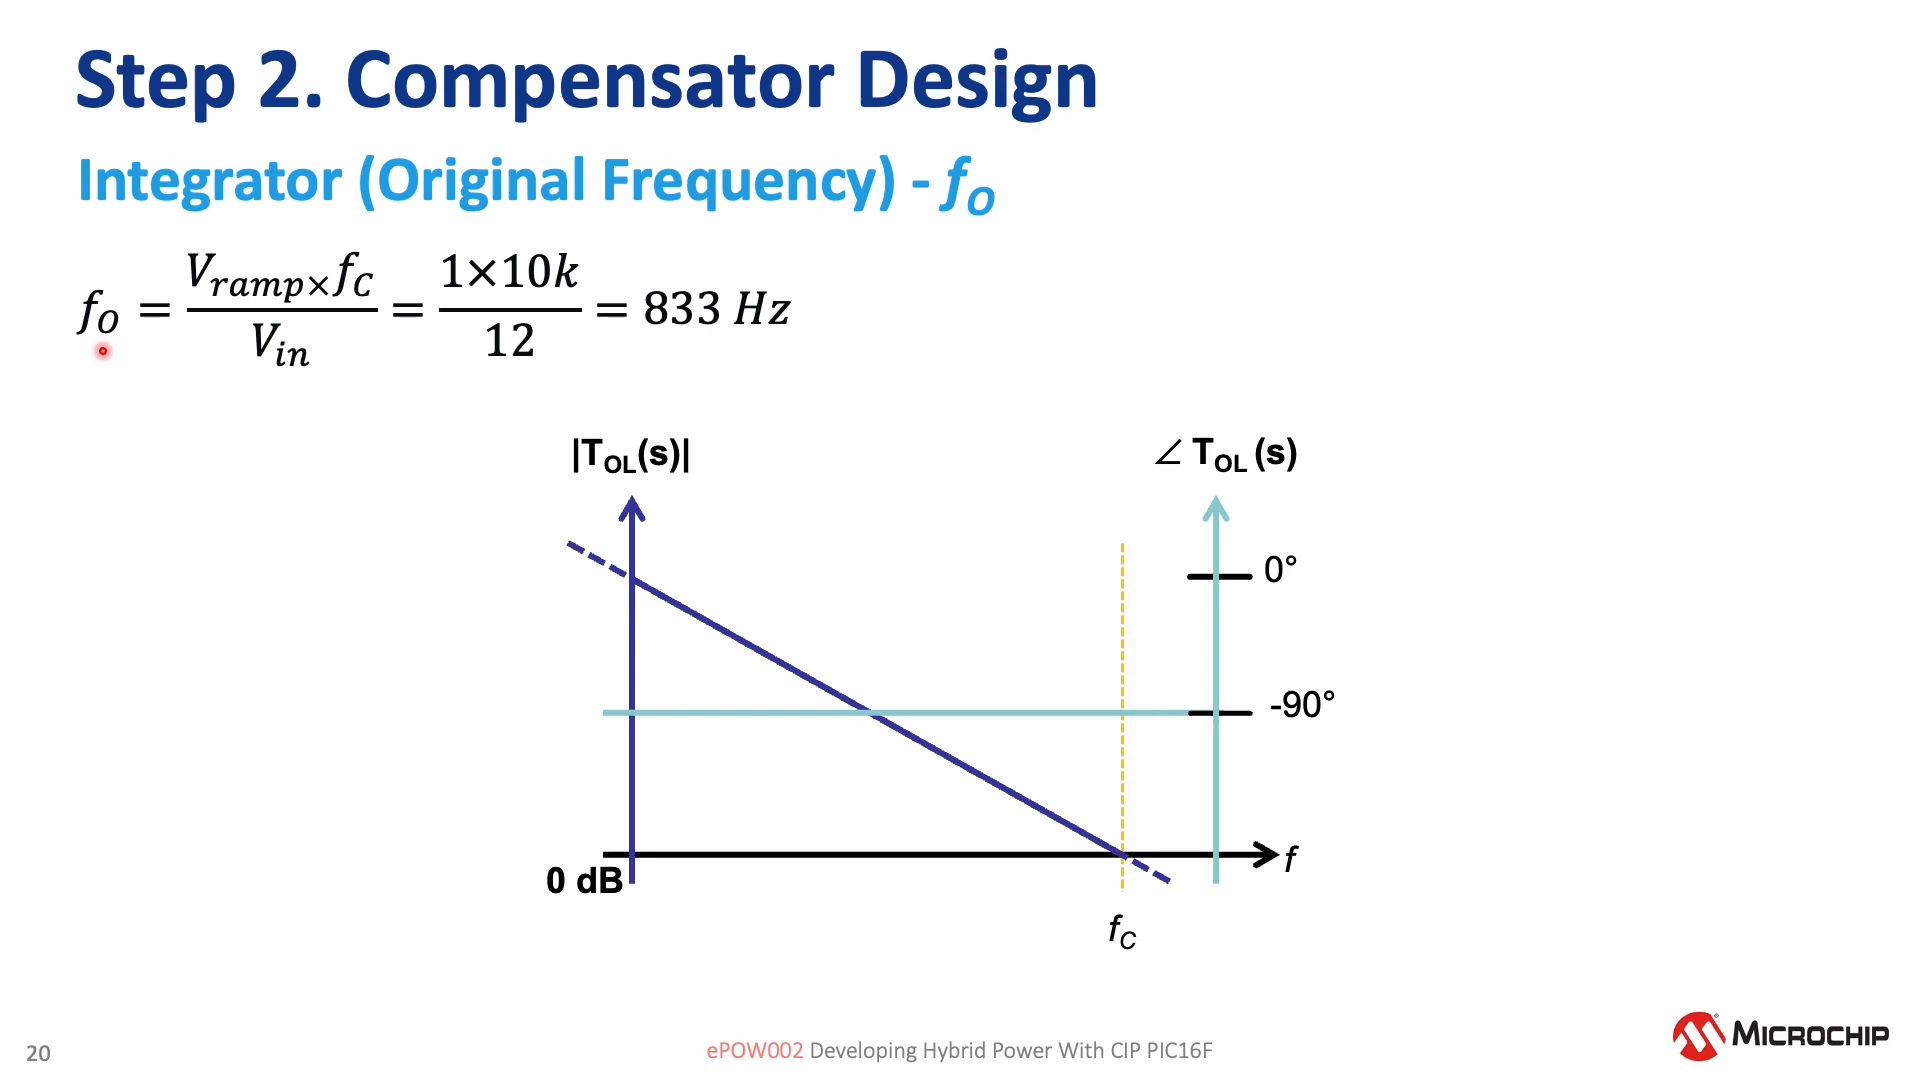 Step 2. Compensator Design
Integrator (Original Frequency) - fO
fO = Vramp×fC / Vin = 1×10k / 12 = 833 Hz
|TOL(s)|
∠ TOL (s)
0°
-90°
0 dB
f
fC
20
ePOW002 Developing Hybrid Power With CIP PIC16F
MICROCHIP